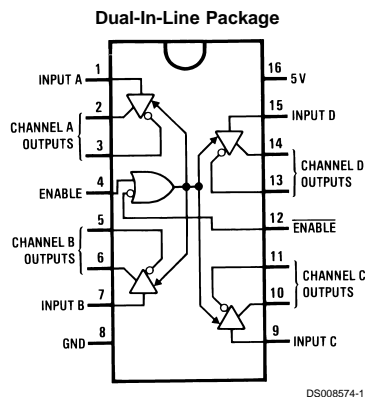 Dual-In-Line Package
1
INPUT A
2
CHANNEL A
OUTPUTS
3
4
ENABLE
5
CHANNEL B
OUTPUTS
6
7
INPUT B
8
GND
16
5 V
15
INPUT D
14
CHANNEL D
OUTPUTS
13
12
ENABLE
11
CHANNEL C
OUTPUTS
10
9
INPUT C
DS008574-1